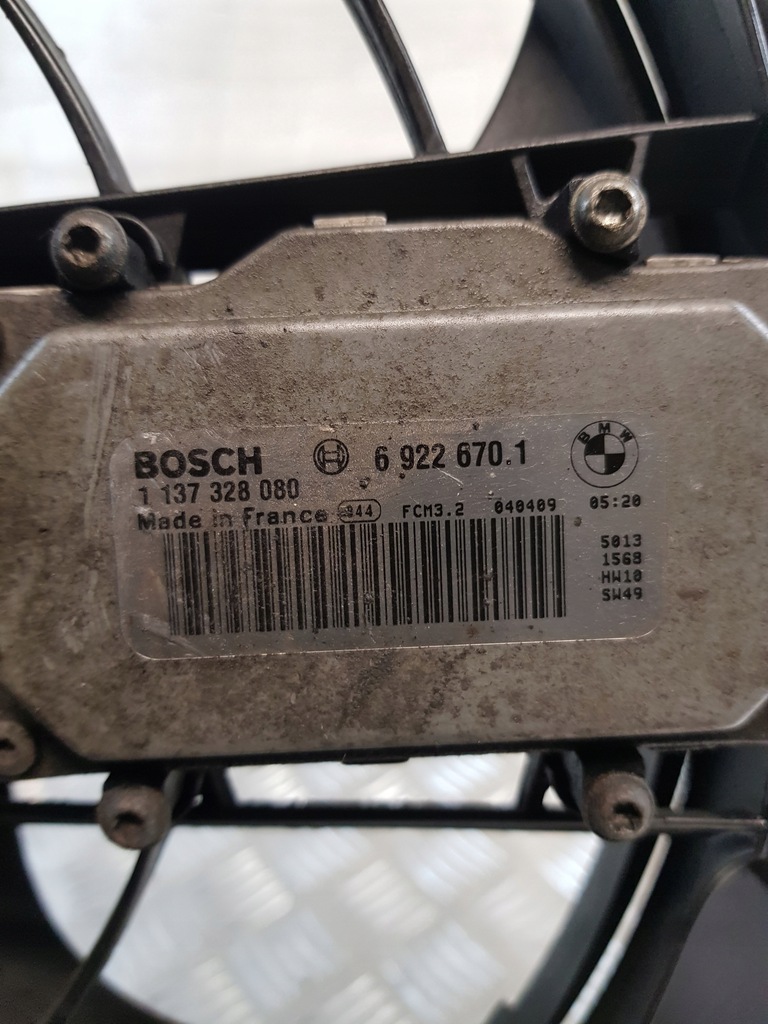 BOSCH 6 922 670.1 BMW
1 137 328 080
Made in France 944 FCM3.2 040409 05:20
5013
1568
HW10
SW49